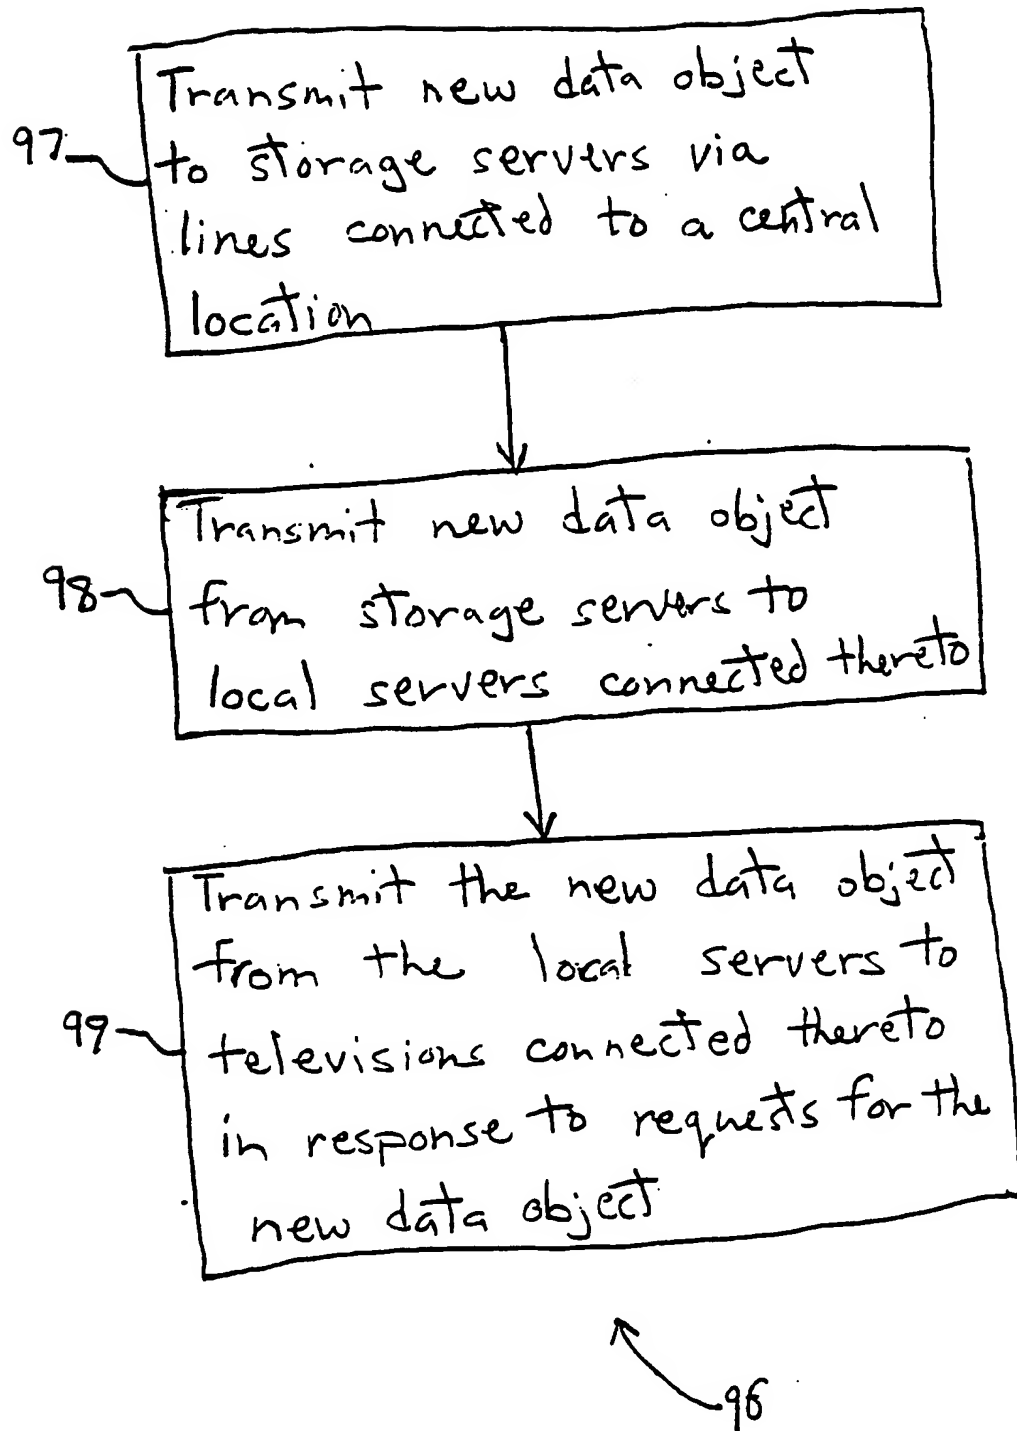 Transmit new data object
97
to storage servers via
lines connected to a central
location
Transmit new data object
98
from storage servers to
local servers connected thereto
Transmit the new data object
from the local servers to
99
televisions connected thereto
in response to requests for the
new data object
96